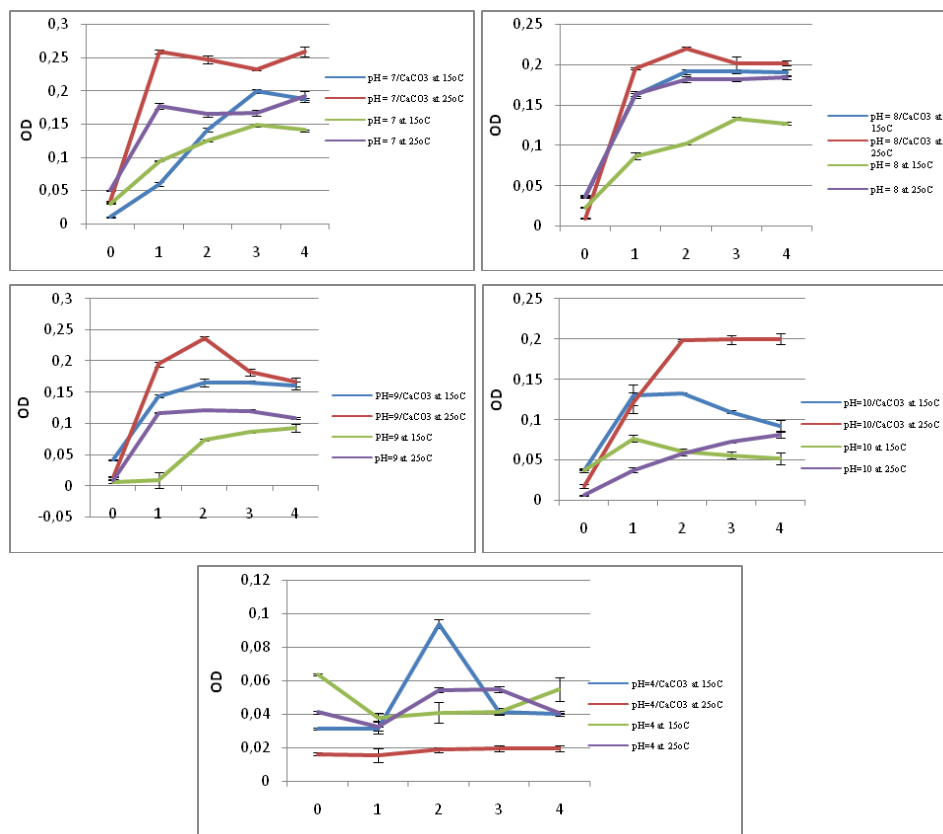 0,3
0,25
0,2
0,15
0,1
0,05
0
OD
0 1 2 3 4
pH = 7/CaCO3 at 15oC
pH = 7/CaCO3 at 25oC
pH = 7 at 15oC
pH = 7 at 25oC
0,25
0,2
0,15
0,1
0,05
0
OD
0 1 2 3 4
pH = 8/CaCO3 at
15oC
pH = 8/CaCO3 at
25oC
pH = 8 at 15oC
pH = 8 at 25oC
0,3
0,25
0,2
0,15
0,1
0,05
0
-0,05
OD
0 1 2 3 4
PH=9/CaCO3 at 15oC
PH=9/CaCO3 at 25oC
PH=9 at 15oC
pH=9 at 25oC
0,25
0,2
0,15
0,1
0,05
0
OD
0 1 2 3 4
pH=10/CaCO3 at 15oC
pH=10/CaCO3 at 25oC
pH=10 at 15oC
pH=10 at 25oC
0,12
0,1
0,08
0,06
0,04
0,02
0
OD
0 1 2 3 4
pH=4/CaCO3 at 15oC
pH=4/CaCO3 at 25oC
pH=4 at 15oC
pH=4 at 25oC